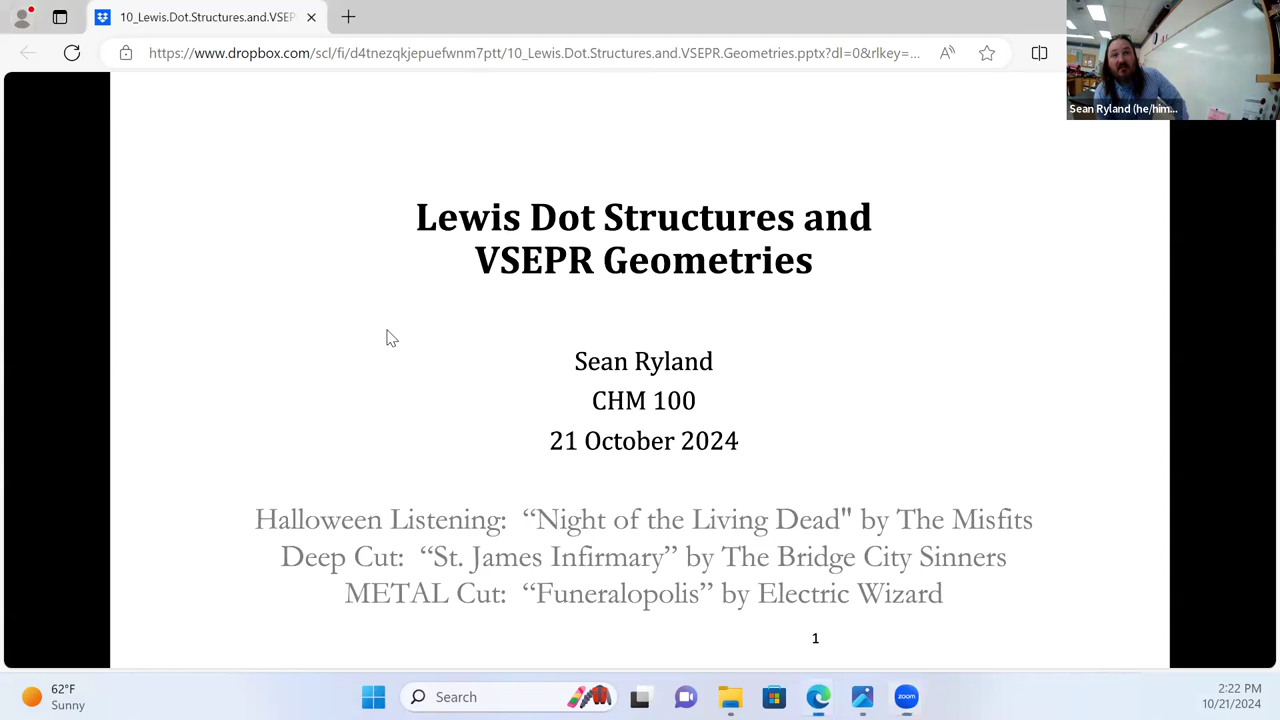 10_Lewis.Dot.Structures.and.VSEPR
https://www.dropbox.com/scl/fi/d4tnezqkjepuefwnm7ptt/10_Lewis.Dot.Structures.and.VSEPR.Geometries.pptx?dl=0&rlkey=...
Sean Ryland (he/him...
Lewis Dot Structures and
VSEPR Geometries
Sean Ryland
CHM 100
21 October 2024
Halloween Listening: “Night of the Living Dead" by The Misfits
Deep Cut: “St. James Infirmary” by The Bridge City Sinners
METAL Cut: “Funeralopolis” by Electric Wizard
1
62°F
Sunny
Search
zoom
2:22 PM
10/21/2024